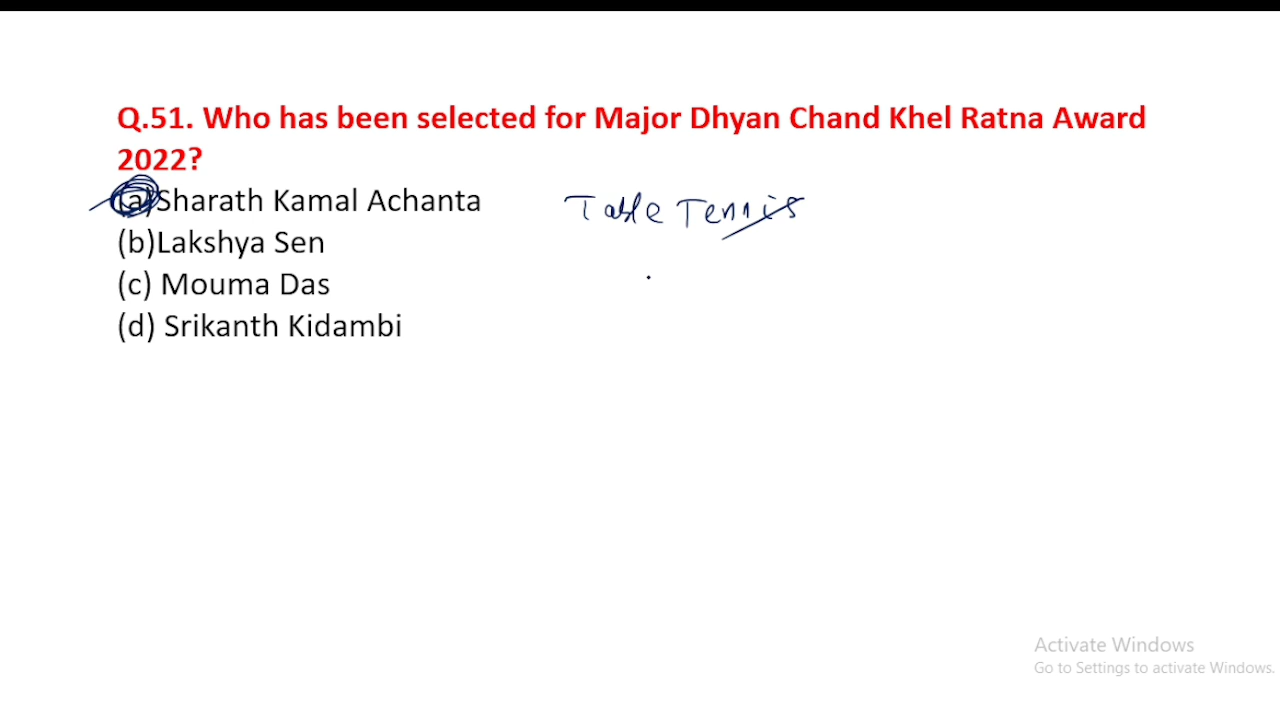 Q.51. Who has been selected for Major Dhyan Chand Khel Ratna Award
2022?
(a)Sharath Kamal Achanta
Table Tennis
(b)Lakshya Sen
(c) Mouma Das
(d) Srikanth Kidambi
Activate Windows
Go to Settings to activate Windows.